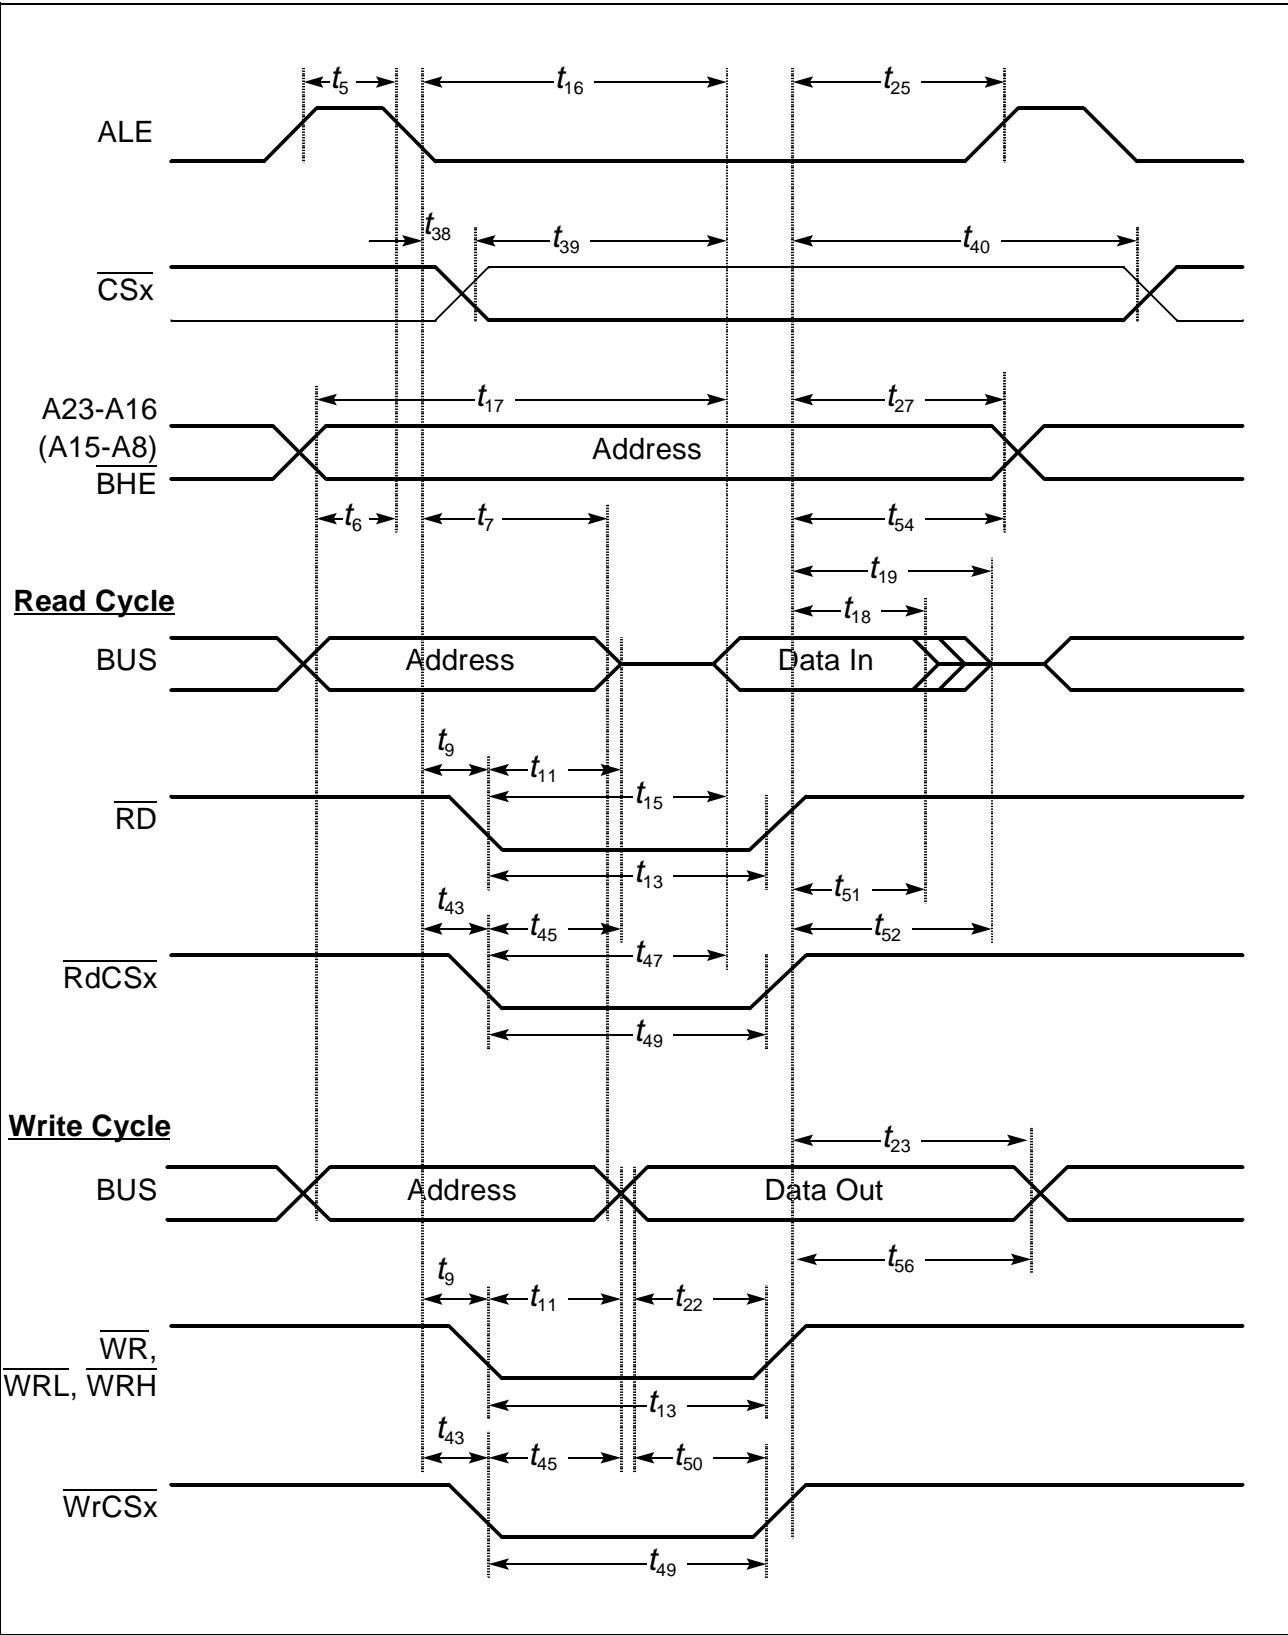 t5 t16 t25
ALE
t38 t39 t40
CSx
t17 t27
A23-A16
(A15-A8)
BHE
Address
t6 t7 t54
t19
Read Cycle
t18
BUS Address Data In
t9 t11
t15
RD
t13
t51
t43 t45 t52
t47
RdCSx
t49
Write Cycle
t23
BUS Address Data Out
t56
t9 t11 t22
WR,
WRL, WRH
t13
t43 t45 t50
WrCSx
t49